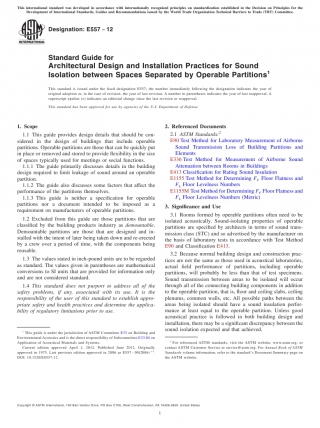 This international standard was developed in accordance with internationally recognized principles on standardization established in the Decision on Principles for the
Development of International Standards, Guides and Recommendations issued by the World Trade Organization Technical Barriers to Trade (TBT) Committee.
Designation: E557 − 12
Standard Guide for
Architectural Design and Installation Practices for Sound
Isolation between Spaces Separated by Operable Partitions1
This standard is issued under the fixed designation E557; the number immediately following the designation indicates the year of
original adoption or, in the case of revision, the year of last revision. A number in parentheses indicates the year of last reapproval. A
superscript epsilon (ε) indicates an editorial change since the last revision or reapproval.
This standard has been approved for use by agencies of the U.S. Department of Defense.
1. Scope
1.1 This guide provides design details that should be con-
sidered in the design of buildings that include operable
partitions. Operable partitions are those that can be quickly put
in place or removed and stored to provide flexibility in the size
of spaces typically used for meetings or social functions.
1.1.1 The guide primarily discusses details in the building
design required to limit leakage of sound around an operable
partition.
1.1.2 The guide also discusses some factors that affect the
performance of the partitions themselves.
1.1.3 This guide is neither a specification for operable
partitions nor a document intended to be imposed as a
requirement on manufacturers of operable partitions.
1.2 Excluded from this guide are those partitions that are
classified by the building products industry as demountable.
Demountable partitions are those that are designed and in-
stalled with the intent of later being taken down and re-erected
by a crew over a period of time, with the components being
reusable.
1.3 The values stated in inch-pound units are to be regarded
as standard. The values given in parentheses are mathematical
conversions to SI units that are provided for information only
and are not considered standard.
1.4 This standard does not purport to address all of the
safety problems, if any, associated with its use. It is the
responsibility of the user of this standard to establish appro-
priate safety and health practices and determine the applica-
bility of regulatory limitations prior to use.
1 This guide is under the jurisdiction of ASTM Committee E33 on Building and
Environmental Acoustics and is the direct responsibility of Subcommittee
Application of Acoustical Materials and Systems.
Current edition approved April 1, 2012. Published June 2012. Originally
approved in 1975. Last previous edition approved in 2006 as
DOI: 10.1520/E0557-12.
2. Referenced Documents
2.1 ASTM Standards:2
E90 Test Method for Laboratory Measurement of Airborne
Sound Transmission Loss of Building Partitions and
Elements
E336 Test Method for Measurement of Airborne Sound
Attenuation between Rooms in Buildings
E413 Classification for Rating Sound Insulation
E1155 Test Method for Determining FF Floor Flatness and
FL Floor Levelness Numbers
E1155M Test Method for Determining FF Floor Flatness and
FL Floor Levelness Numbers (Metric)
3. Significance and Use
3.1 Rooms formed by operable partitions often need to be
isolated acoustically. Sound-isolating properties of operable
partitions are specified by architects in terms of sound trans-
mission class (STC) and as advertised by the manufacturer on
the basis of laboratory tests in accordance with Test Method
E90 and Classification E413.
3.2 Because normal building design and construction prac-
tices are not the same as those used in acoustical laboratories,
actual field performance of partitions, including operable
partitions, will probably be less than that of test specimens.
Sound transmission between areas to be isolated will occur
through all of the connecting building components in addition
to the operable partition, that is, floor and ceiling slabs, ceiling
plenums, common walls, etc. All possible paths between the
areas being isolated should have a sound insulation perfor-
mance at least equal to the operable partition. Unless good
acoustical practice is followed in both building design and
installation, there may be a significant discrepancy between the
sound isolation expected and that achieved.
2 For referenced ASTM standards, visit the ASTM website, www.astm.org, or
contact ASTM Customer Service at service@astm.org. For Annual Book of ASTM
Standards volume information, refer to the standard's Document Summary page on
the ASTM website.
Copyright © ASTM International, 100 Barr Harbor Drive, PO Box C700, West Conshohocken, PA 19428-2959. United States
1